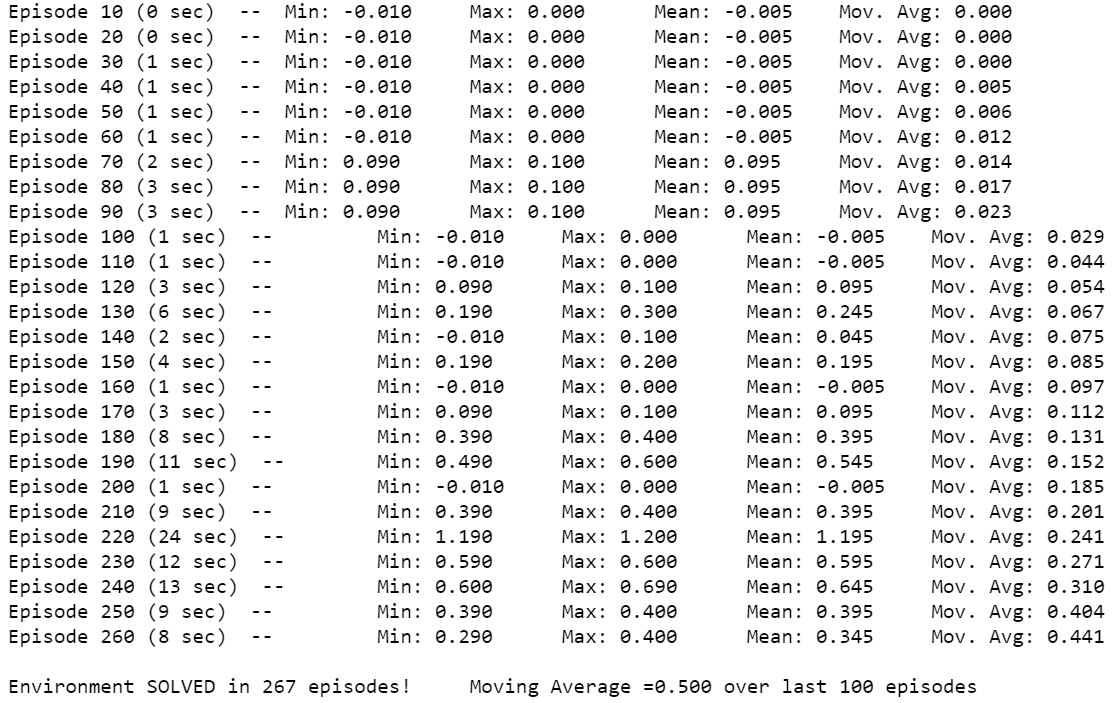 Episode 10 (0 sec)  --  Min: -0.010     Max: 0.000      Mean: -0.005    Mov. Avg: 0.000
Episode 20 (0 sec)  --  Min: -0.010     Max: 0.000      Mean: -0.005    Mov. Avg: 0.000
Episode 30 (1 sec)  --  Min: -0.010     Max: 0.000      Mean: -0.005    Mov. Avg: 0.000
Episode 40 (1 sec)  --  Min: -0.010     Max: 0.000      Mean: -0.005    Mov. Avg: 0.005
Episode 50 (1 sec)  --  Min: -0.010     Max: 0.000      Mean: -0.005    Mov. Avg: 0.006
Episode 60 (1 sec)  --  Min: -0.010     Max: 0.000      Mean: -0.005    Mov. Avg: 0.012
Episode 70 (2 sec)  --  Min: 0.090      Max: 0.100      Mean: 0.095     Mov. Avg: 0.014
Episode 80 (3 sec)  --  Min: 0.090      Max: 0.100      Mean: 0.095     Mov. Avg: 0.017
Episode 90 (3 sec)  --  Min: 0.090      Max: 0.100      Mean: 0.095     Mov. Avg: 0.023
Episode 100 (1 sec)  --         Min: -0.010     Max: 0.000      Mean: -0.005    Mov. Avg: 0.029
Episode 110 (1 sec)  --         Min: -0.010     Max: 0.000      Mean: -0.005    Mov. Avg: 0.044
Episode 120 (3 sec)  --         Min: 0.090      Max: 0.100      Mean: 0.095     Mov. Avg: 0.054
Episode 130 (6 sec)  --         Min: 0.190      Max: 0.300      Mean: 0.245     Mov. Avg: 0.067
Episode 140 (2 sec)  --         Min: -0.010     Max: 0.100      Mean: 0.045     Mov. Avg: 0.075
Episode 150 (4 sec)  --         Min: 0.190      Max: 0.200      Mean: 0.195     Mov. Avg: 0.085
Episode 160 (1 sec)  --         Min: -0.010     Max: 0.000      Mean: -0.005    Mov. Avg: 0.097
Episode 170 (3 sec)  --         Min: 0.090      Max: 0.100      Mean: 0.095     Mov. Avg: 0.112
Episode 180 (8 sec)  --         Min: 0.390      Max: 0.400      Mean: 0.395     Mov. Avg: 0.131
Episode 190 (11 sec)  --        Min: 0.490      Max: 0.600      Mean: 0.545     Mov. Avg: 0.152
Episode 200 (1 sec)  --         Min: -0.010     Max: 0.000      Mean: -0.005    Mov. Avg: 0.185
Episode 210 (9 sec)  --         Min: 0.390      Max: 0.400      Mean: 0.395     Mov. Avg: 0.201
Episode 220 (24 sec)  --        Min: 1.190      Max: 1.200      Mean: 1.195     Mov. Avg: 0.241
Episode 230 (12 sec)  --        Min: 0.590      Max: 0.600      Mean: 0.595     Mov. Avg: 0.271
Episode 240 (13 sec)  --        Min: 0.600      Max: 0.690      Mean: 0.645     Mov. Avg: 0.310
Episode 250 (9 sec)  --         Min: 0.390      Max: 0.400      Mean: 0.395     Mov. Avg: 0.404
Episode 260 (8 sec)  --         Min: 0.290      Max: 0.400      Mean: 0.345     Mov. Avg: 0.441
Environment SOLVED in 267 episodes!     Moving Average =0.500 over last 100 episodes